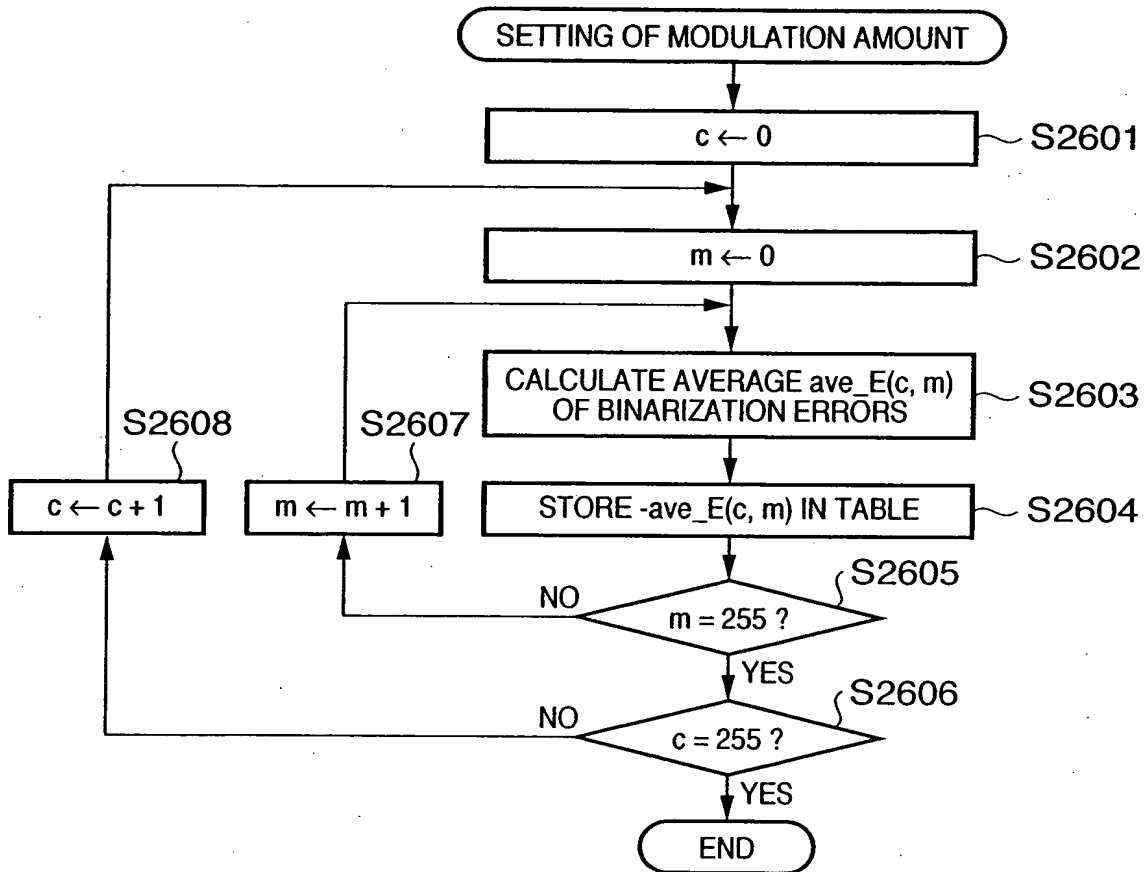 SETTING OF MODULATION AMOUNT
c ← 0
S2601
m ← 0
S2602
CALCULATE AVERAGE ave_E(c, m)
OF BINARIZATION ERRORS
S2603
S2608
S2607
c ← c + 1
m ← m + 1
STORE -ave_E(c, m) IN TABLE
S2604
S2605
NO
m = 255 ?
YES
S2606
NO
c = 255 ?
YES
END